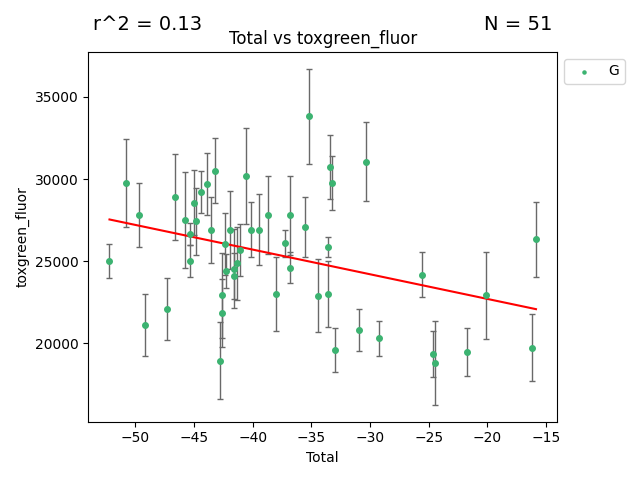 r^2 = 0.13
N = 51
Total vs toxgreen_fluor
G
35000
30000
25000
20000
toxgreen_fluor
−50
−45
−40
−35
−30
−25
−20
−15
Total